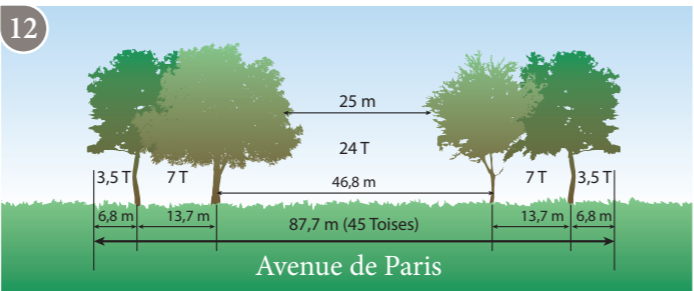 12
25 m
24 T
3,5 T 7 T 7 T 3,5 T
46,8 m
6,8 m 13,7 m 87,7 m (45 Toises) 13,7 m 6,8 m
Avenue de Paris